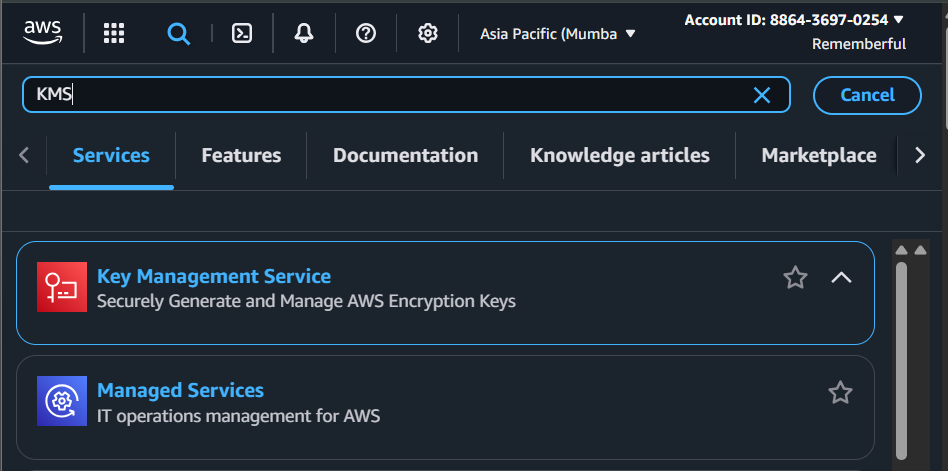 aws
Asia Pacific (Mumba
Account ID: 8864-3697-0254
Rememberful
KMS
Cancel
Services
Features
Documentation
Knowledge articles
Marketplace
Key Management Service
Securely Generate and Manage AWS Encryption Keys
Managed Services
IT operations management for AWS